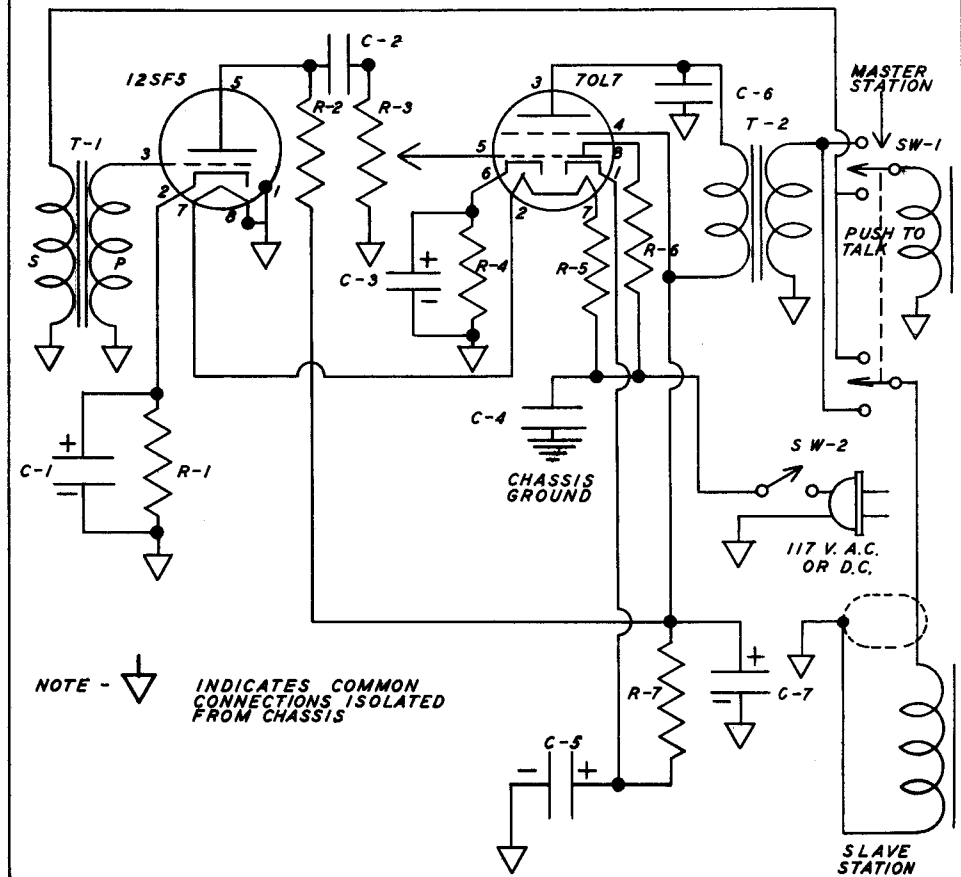 12SF5
5
C-2
R-2
R-3
T-1
3
2
7
8
1
S
P
70L7
3
4
5
8
6
1
2
7
C-6
T-2
MASTER
STATION
SW-1
PUSH TO
TALK
C-3
+
-
R-4
R-5
R-6
C-4
CHASSIS
GROUND
SW-2
117 V. A.C.
OR D.C.
C-1
+
-
R-1
NOTE -
INDICATES COMMON
CONNECTIONS ISOLATED
FROM CHASSIS
R-7
+
-
C-7
C-5
-
+
SLAVE
STATION